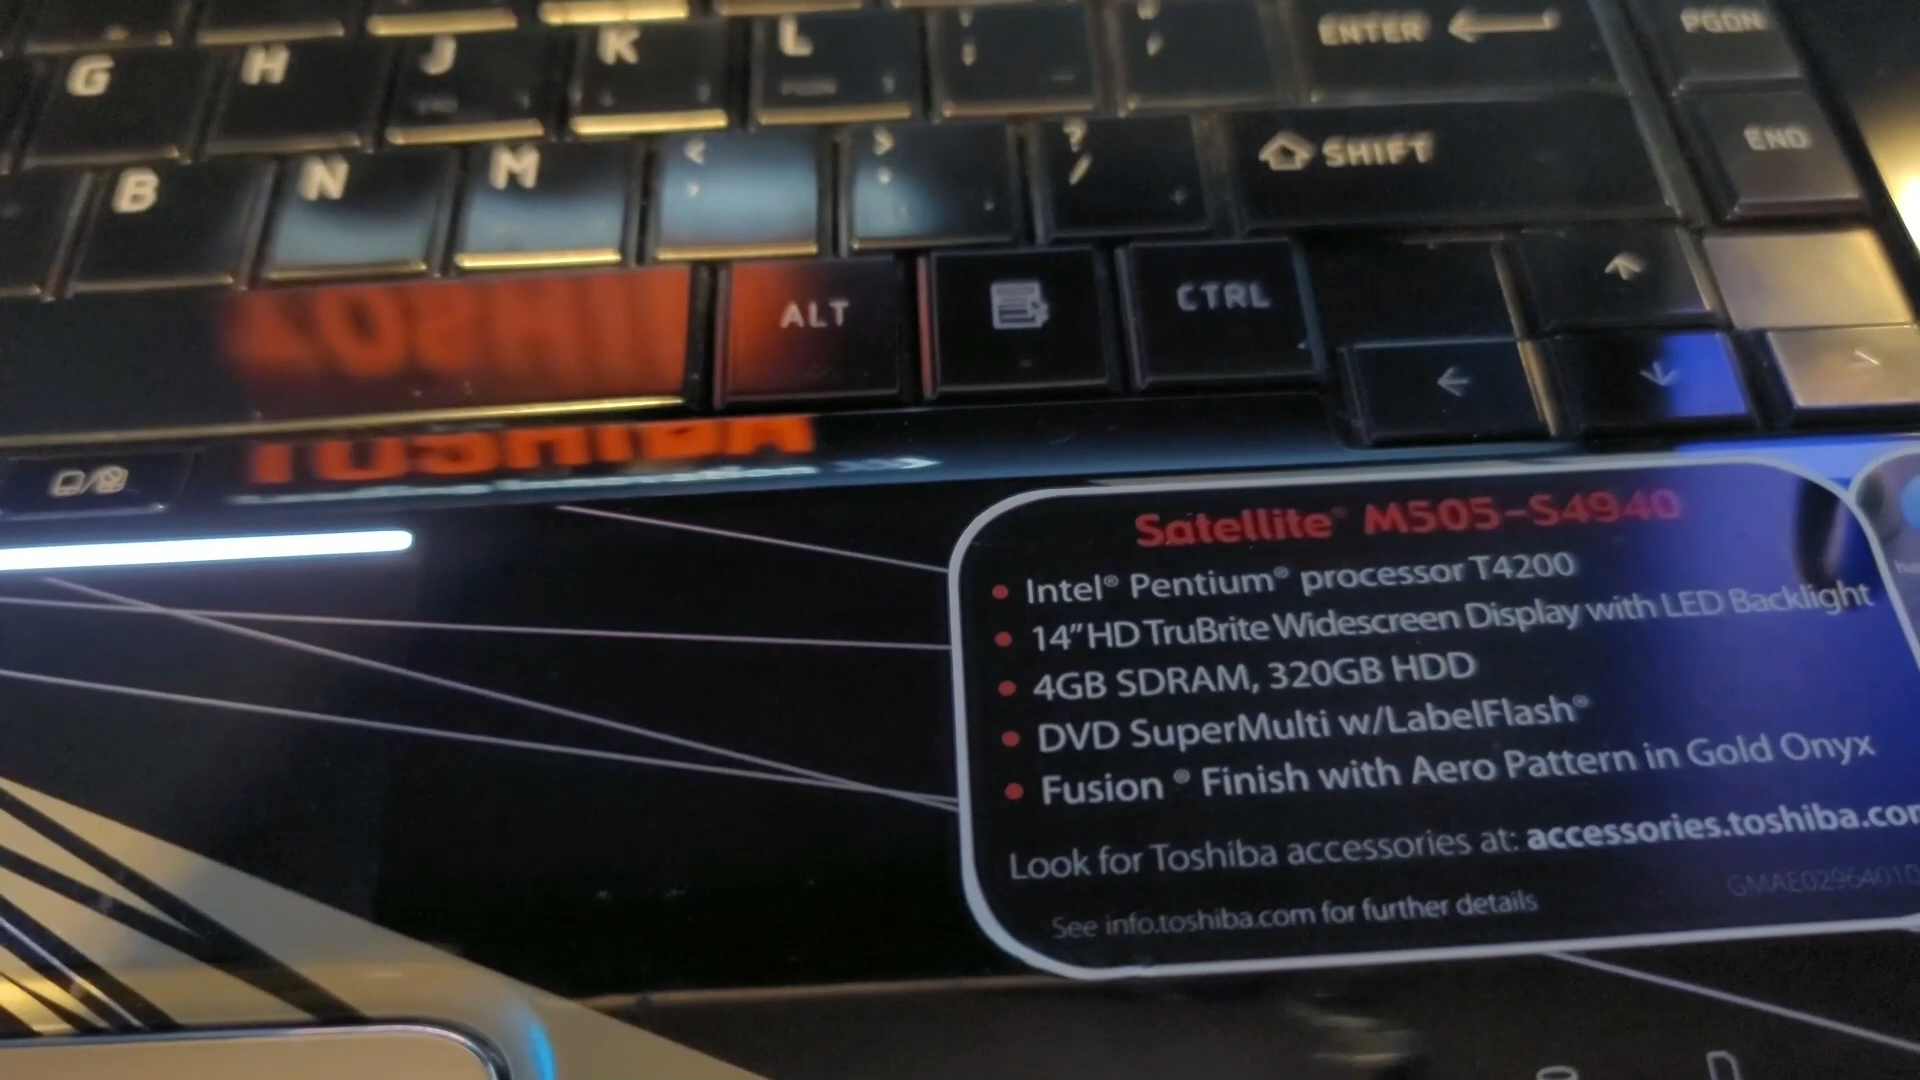 G H J K L : ; " ' ENTER PGDN
B N M < , > . ? / SHIFT END
ALT CTRL
TOSHIBA
Satellite® M505-S4940
• Intel® Pentium® processor T4200
• 14" HD TruBrite Widescreen Display with LED Backlight
• 4GB SDRAM, 320GB HDD
• DVD SuperMulti w/LabelFlash®
• Fusion ® Finish with Aero Pattern in Gold Onyx
Look for Toshiba accessories at: accessories.toshiba.com
GMAE02954010
See info.toshiba.com for further details